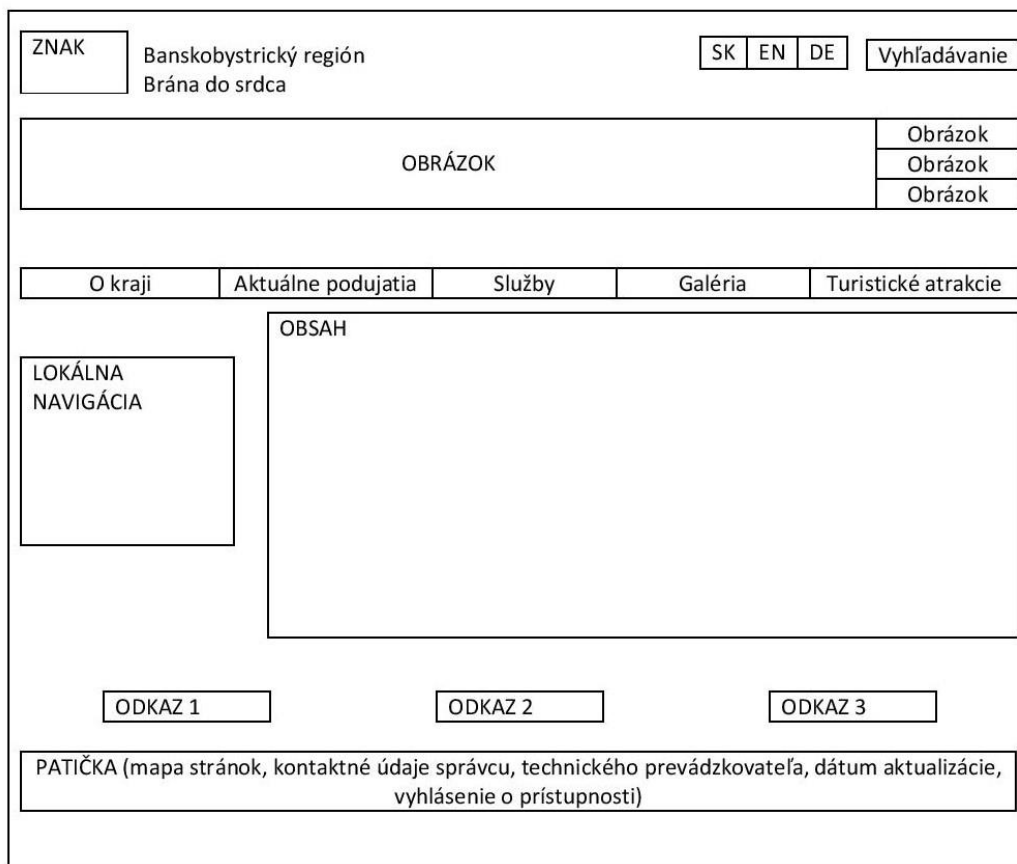 ZNAK
Banskobystrický región
Brána do srdca
SK EN DE
Vyhľadávanie
OBRÁZOK
Obrázok
Obrázok
Obrázok
O kraji
Aktuálne podujatia
Služby
Galéria
Turistické atrakcie
OBSAH
LOKÁLNA
NAVIGÁCIA
ODKAZ 1
ODKAZ 2
ODKAZ 3
PATIČKA (mapa stránok, kontaktné údaje správcu, technického prevádzkovateľa, dátum aktualizácie,
vyhlásenie o prístupnosti)